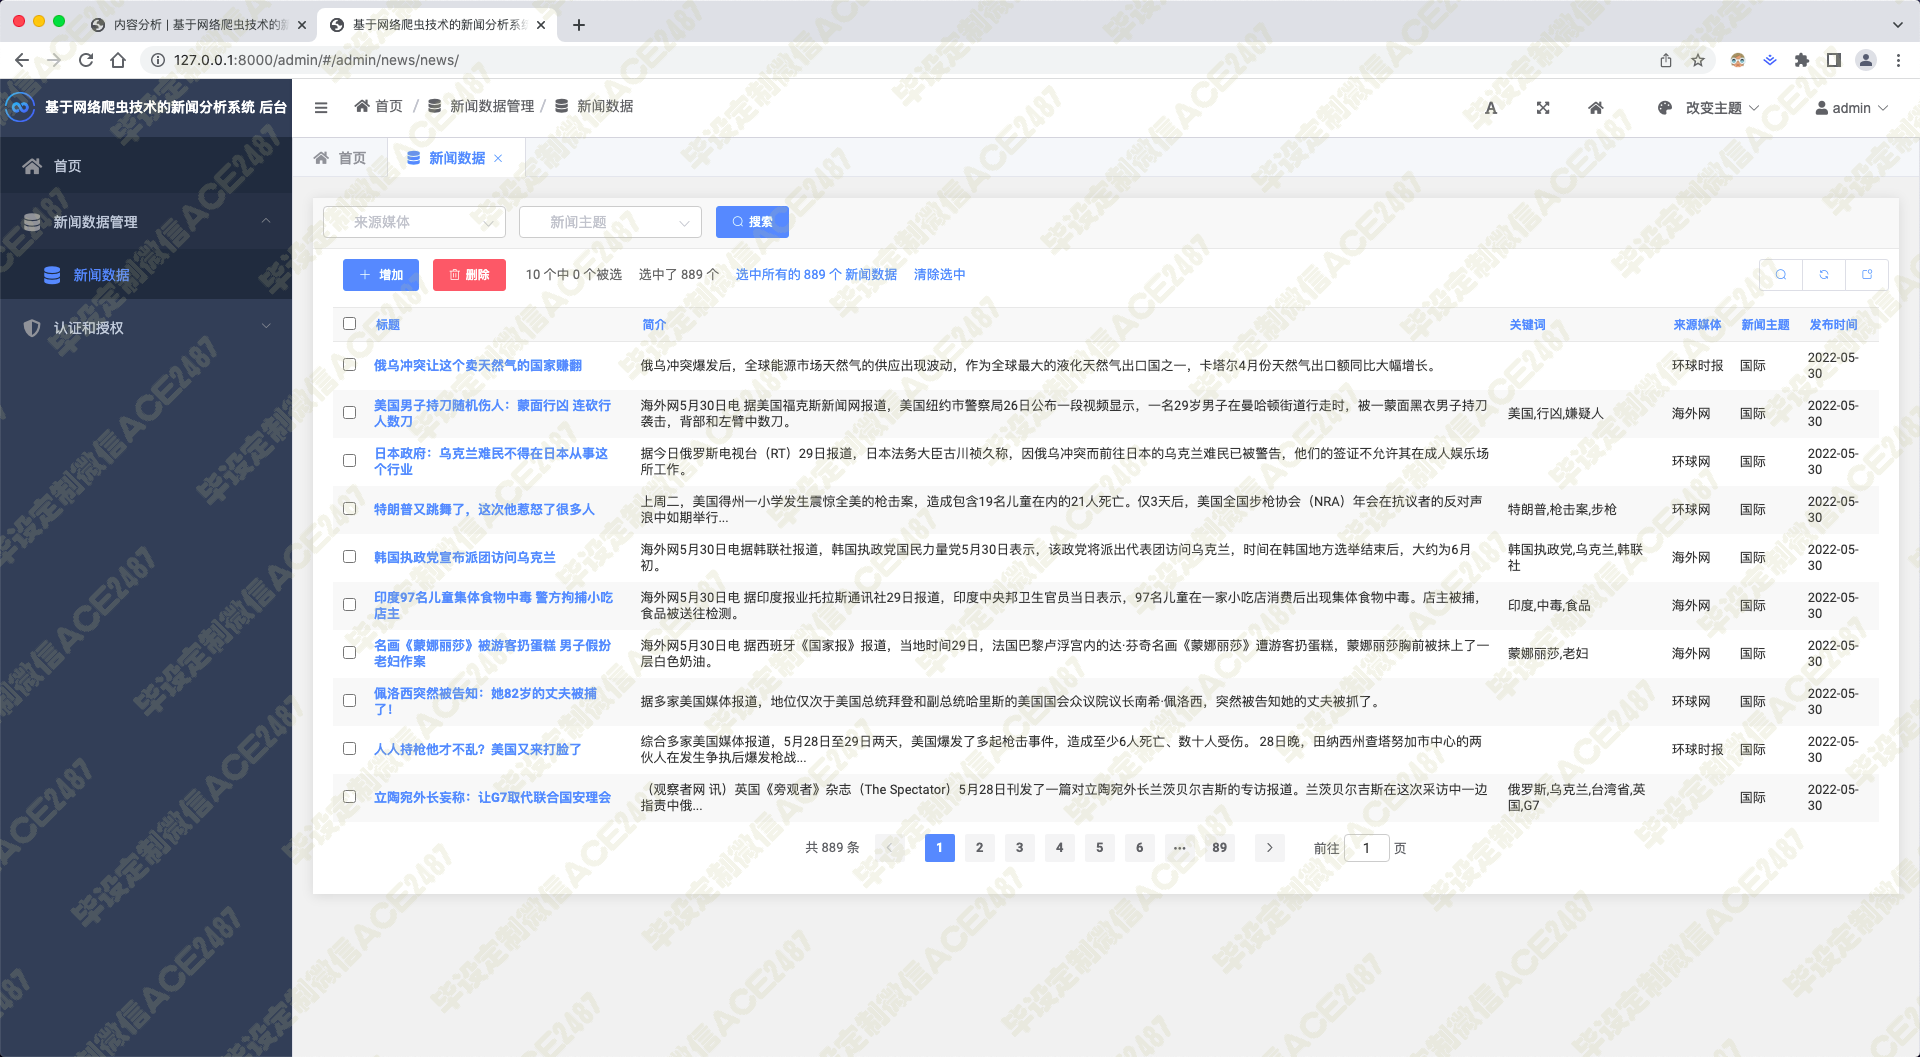 内容分析 | 基于网络爬虫技术的新
基于网络爬虫技术的新闻分析系统
127.0.0.1:8000/admin/#/admin/news/news/
基于网络爬虫技术的新闻分析系统 后台
首页 / 新闻数据管理 / 新闻数据
改变主题
admin
首页
新闻数据管理
新闻数据
认证和授权
首页
新闻数据
来源媒体
新闻主题
搜索
增加
删除
10 个中 0 个被选
选中了 889 个
选中所有的 889 个 新闻数据
清除选中
标题 简介 关键词 来源媒体 新闻主题 发布时间
俄乌冲突让这个卖天然气的国家赚翻
俄乌冲突爆发后，全球能源市场天然气的供应出现波动，作为全球最大的液化天然气出口国之一，卡塔尔4月份天然气出口额同比大幅增长。
环球时报
国际
2022-05-
30
美国男子持刀随机伤人：蒙面行凶 连砍行
人数刀
海外网5月30日电 据美国福克斯新闻网报道，美国纽约市警察局26日公布一段视频显示，一名29岁男子在曼哈顿街道行走时，被一蒙面黑衣男子持刀
袭击，背部和左臂中数刀。
美国,行凶,嫌疑人
海外网
国际
2022-05-
30
日本政府：乌克兰难民不得在日本从事这
个行业
据今日俄罗斯电视台（RT）29日报道，日本法务大臣古川祯久称，因俄乌冲突而前往日本的乌克兰难民已被警告，他们的签证不允许其在成人娱乐场
所工作。
环球网
国际
2022-05-
30
特朗普又跳舞了，这次他惹怒了很多人
上周二，美国得州一小学发生震惊全美的枪击案，造成包含19名儿童在内的21人死亡。仅3天后，美国全国步枪协会（NRA）年会在抗议者的反对声
浪中如期举行...
特朗普,枪击案,步枪
环球网
国际
2022-05-
30
韩国执政党宣布派团访问乌克兰
海外网5月30日电据韩联社报道，韩国执政党国民力量党5月30日表示，该政党将派出代表团访问乌克兰，时间在韩国地方选举结束后，大约为6月
初。
韩国执政党,乌克兰,韩联
社
海外网
国际
2022-05-
30
印度97名儿童集体食物中毒 警方拘捕小吃
店主
海外网5月30日电 据印度报业托拉斯通讯社29日报道，印度中央邦卫生官员当日表示，97名儿童在一家小吃店消费后出现集体食物中毒。店主被捕，
食品被送往检测。
印度,中毒,食品
海外网
国际
2022-05-
30
名画《蒙娜丽莎》被游客扔蛋糕 男子假扮
老妇作案
海外网5月30日电 据西班牙《国家报》报道，当地时间29日，法国巴黎卢浮宫内的达·芬奇名画《蒙娜丽莎》遭游客扔蛋糕，蒙娜丽莎胸前被抹上了一
层白色奶油。
蒙娜丽莎,老妇
海外网
国际
2022-05-
30
佩洛西突然被告知：她82岁的丈夫被捕
了！
据多家美国媒体报道，地位仅次于美国总统拜登和副总统哈里斯的美国国会众议院议长南希·佩洛西，突然被告知她的丈夫被抓了。
环球网
国际
2022-05-
30
人人持枪他才不乱？美国又来打脸了
综合多家美国媒体报道，5月28日至29日两天，美国爆发了多起枪击事件，造成至少6人死亡、数十人受伤。 28日晚，田纳西州查塔努加市中心的两
伙人在发生争执后爆发枪战...
环球时报
国际
2022-05-
30
立陶宛外长妄称：让G7取代联合国安理会
（观察者网 讯）英国《旁观者》杂志（The Spectator）5月28日刊发了一篇对立陶宛外长兰茨贝尔吉斯的专访报道。兰茨贝尔吉斯在这次采访中一边
指责中俄...
俄罗斯,乌克兰,台湾省,英
国,G7
国际
2022-05-
30
共 889 条 1 2 3 4 5 6 ... 89 前往 1 页
毕设定制微信ACE2487